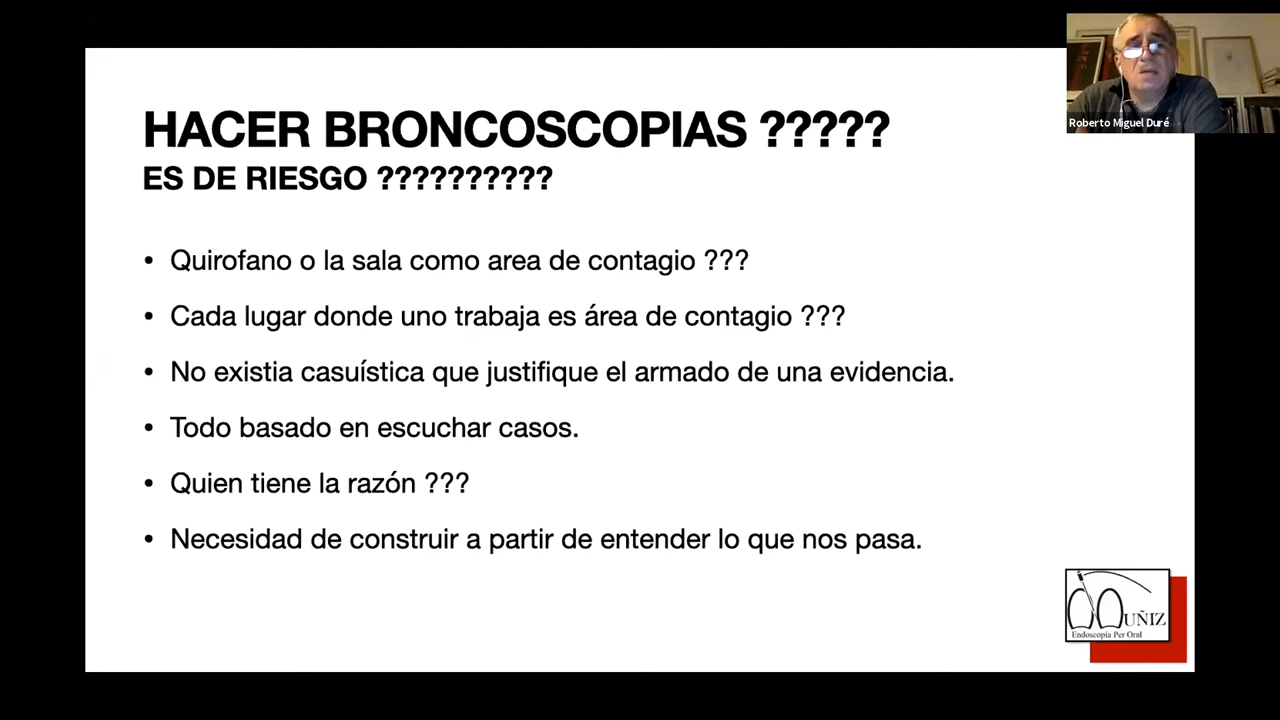 HACER BRONCOSCOPIAS ?????
ES DE RIESGO ??????????
• Quirofano o la sala como area de contagio ???
• Cada lugar donde uno trabaja es área de contagio ???
• No existia casuística que justifique el armado de una evidencia.
• Todo basado en escuchar casos.
• Quien tiene la razón ???
• Necesidad de construir a partir de entender lo que nos pasa.
Roberto Miguel Duré
UÑIZ
Endoscopía Per Oral